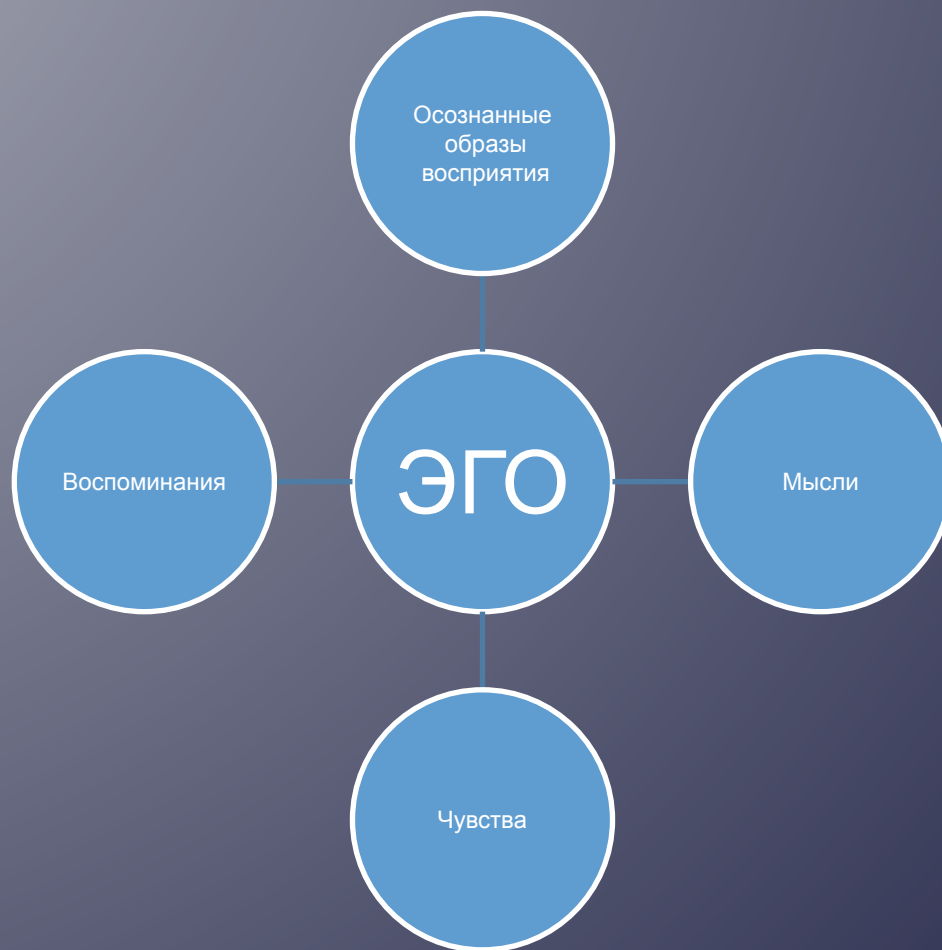 Осознанные
образы
восприятия
Воспоминания
ЭГО
Мысли
Чувства